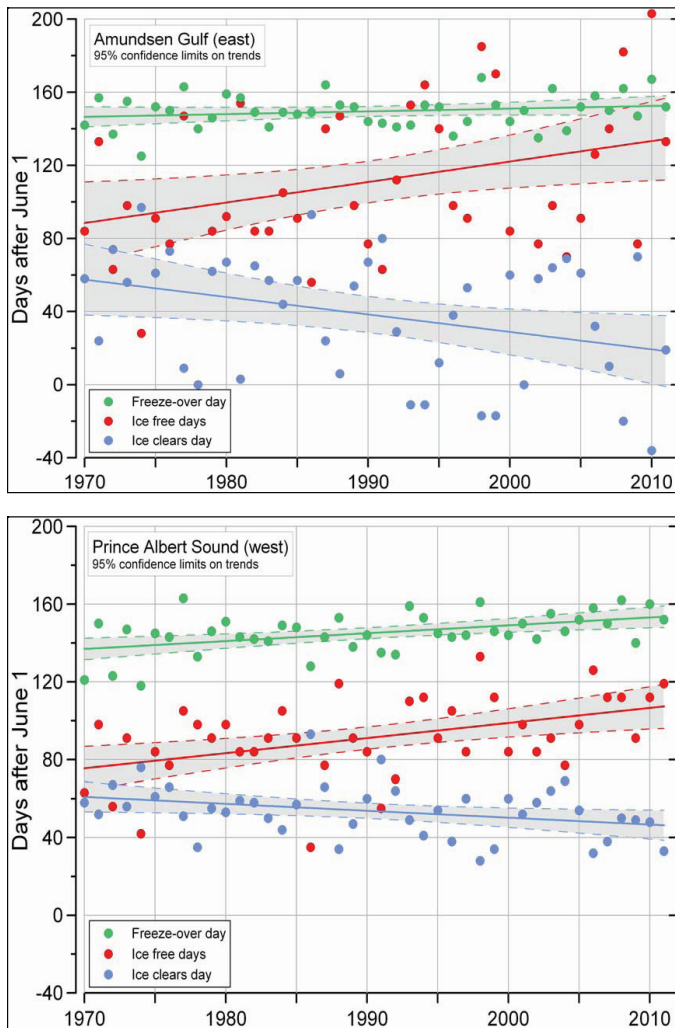 200
Amundsen Gulf (east)
95% confidence limits on trends
160
120
80
40
0
-40
Days after June 1
Freeze-over day
Ice free days
Ice clears day
1970
1980
1990
2000
2010
200
Prince Albert Sound (west)
95% confidence limits on trends
160
120
80
40
0
-40
Days after June 1
Freeze-over day
Ice free days
Ice clears day
1970
1980
1990
2000
2010